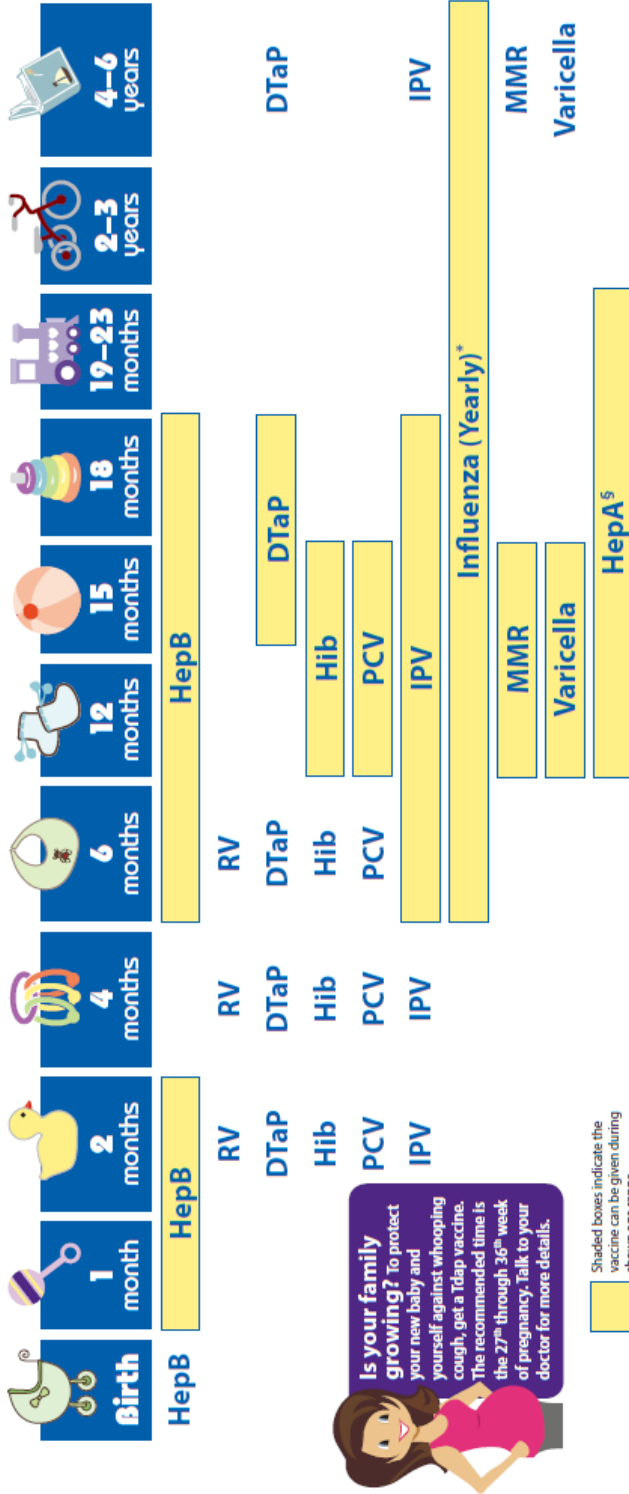 Birth
1
month
2
months
4
months
6
months
12
months
15
months
18
months
19–23
months
2–3
years
4–6
years
HepB
HepB
HepB
RV
RV
RV
DTaP
DTaP
DTaP
DTaP
DTaP
Hib
Hib
Hib
Hib
PCV
PCV
PCV
PCV
IPV
IPV
IPV
IPV
Influenza (Yearly)*
MMR
MMR
Varicella
Varicella
HepA§
Is your family
growing? To protect
your new baby and
yourself against whooping
cough, get a Tdap vaccine.
The recommended time is
the 27th through 36th week
of pregnancy. Talk to your
doctor for more details.
Shaded boxes indicate the
vaccine can be given during